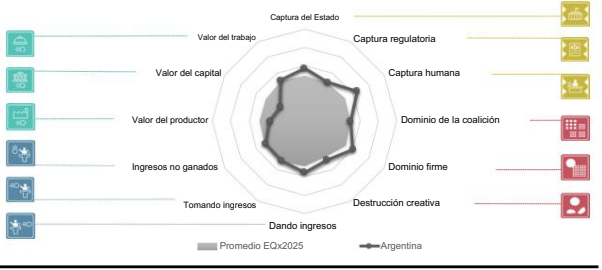 Captura del Estado
Valor del trabajo
Captura regulatoria
Valor del capital
Captura humana
Valor del productor
Dominio de la coalición
Ingresos no ganados
Dominio firme
Tomando ingresos
Destrucción creativa
Dando ingresos
Promedio EQx2025
Argentina